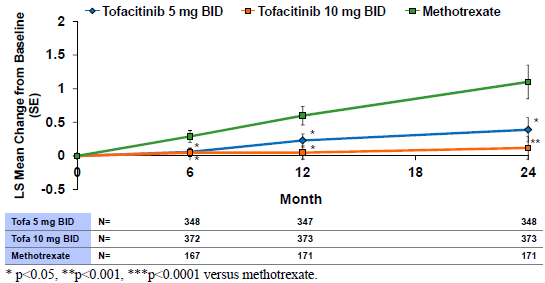 Tofacitinib 5 mg BID Tofacitinib 10 mg BID Methotrexate
LS Mean Change from Baseline
(SE)
2
1.5
1
0.5
0
-0.5
* * * * * **
0 6 12 24
Month
Tofa 5 mg BID N= 348 347 348
Tofa 10 mg BID N= 372 373 373
Methotrexate N= 167 171 171
* p<0.05, **p<0.001, ***p<0.0001 versus methotrexate.